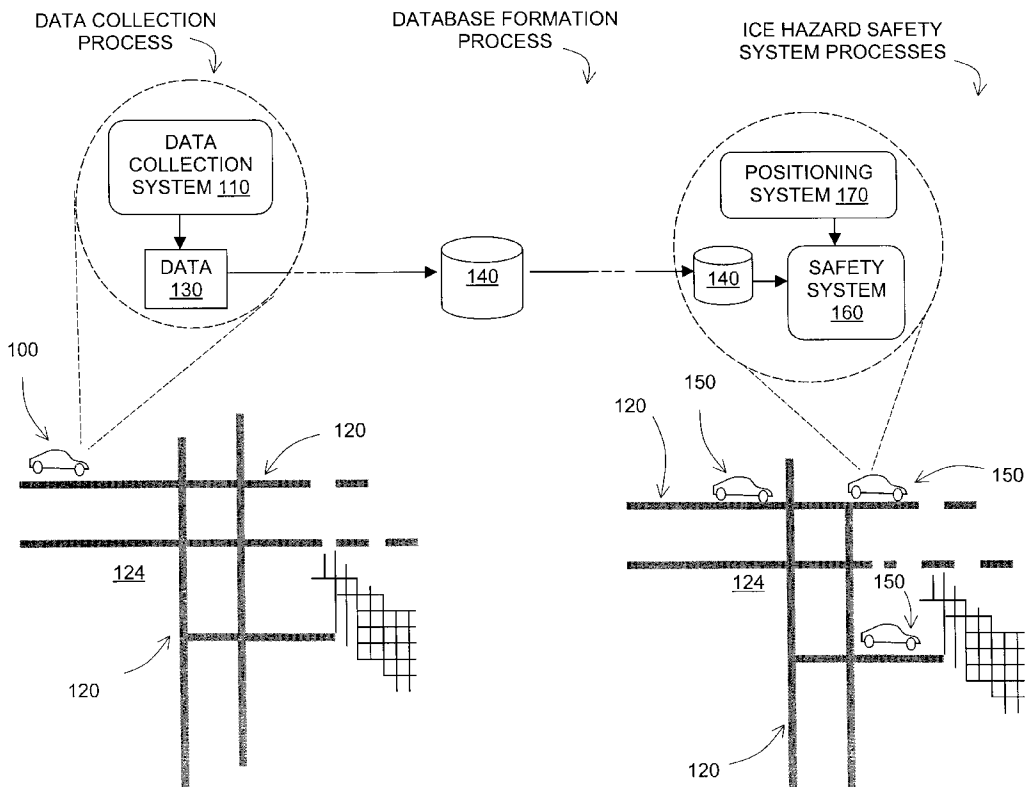 DATA COLLECTION
PROCESS
DATABASE FORMATION
PROCESS
ICE HAZARD SAFETY
SYSTEM PROCESSES
DATA
COLLECTION
SYSTEM 110
DATA
130
140
POSITIONING
SYSTEM 170
140
SAFETY
SYSTEM
160
100
120
124
120
150
120
150
124
150
120